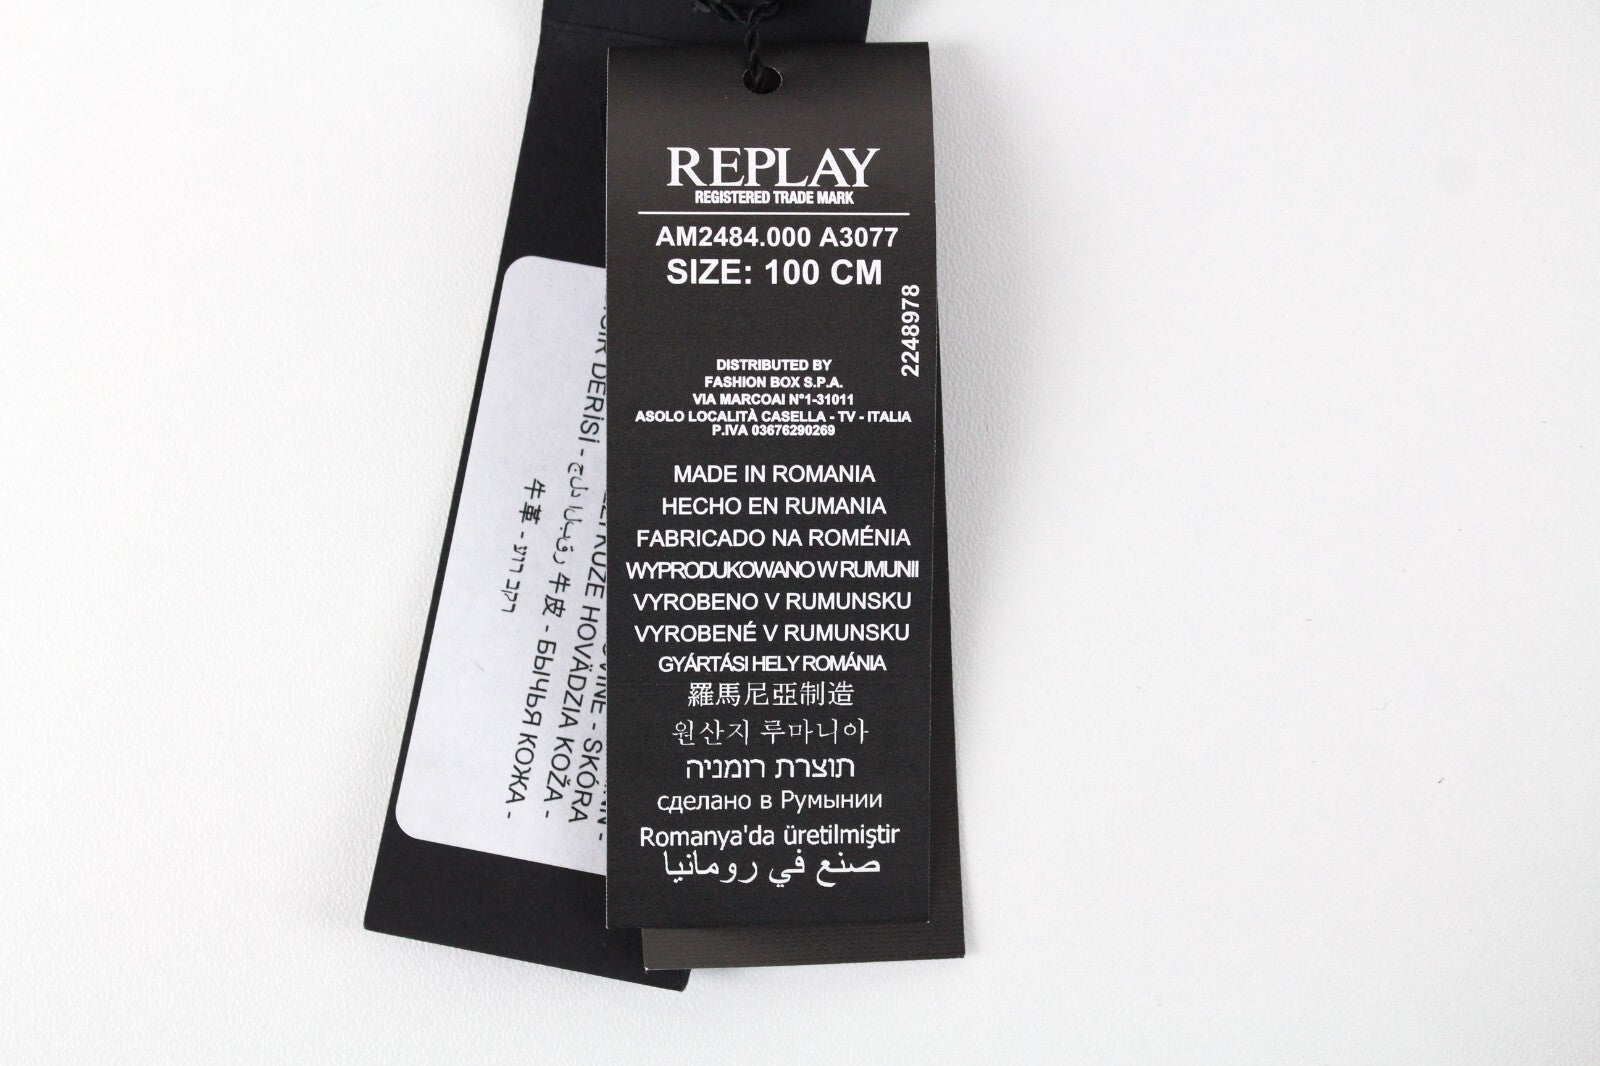 REPLAY
REGISTERED TRADE MARK
AM2484.000 A3077
SIZE: 100 CM
2248978
DISTRIBUTED BY
FASHION BOX S.P.A.
VIA MARCOAI N°1-31011
ASOLO LOCALITÀ CASELLA - TV - ITALIA
P.IVA 03676290269
MADE IN ROMANIA
HECHO EN RUMANIA
FABRICADO NA ROMÉNIA
WYPRODUKOWANO W RUMUNII
VYROBENO V RUMUNSKU
VYROBENÉ V RUMUNSKU
GYÁRTÁSI HELY ROMÁNIA
羅馬尼亞制造
원산지 루마니아
תוצרת רומניה
сделано в Румынии
Romanya'da üretilmiştir
صنع في رومانيا
- SKÓRA
HOVÄDZIA KOŽA -
DERİSİ - جلد البقر 牛皮 - БЫЧЬЯ КОЖА -
牛革 - עור בקר